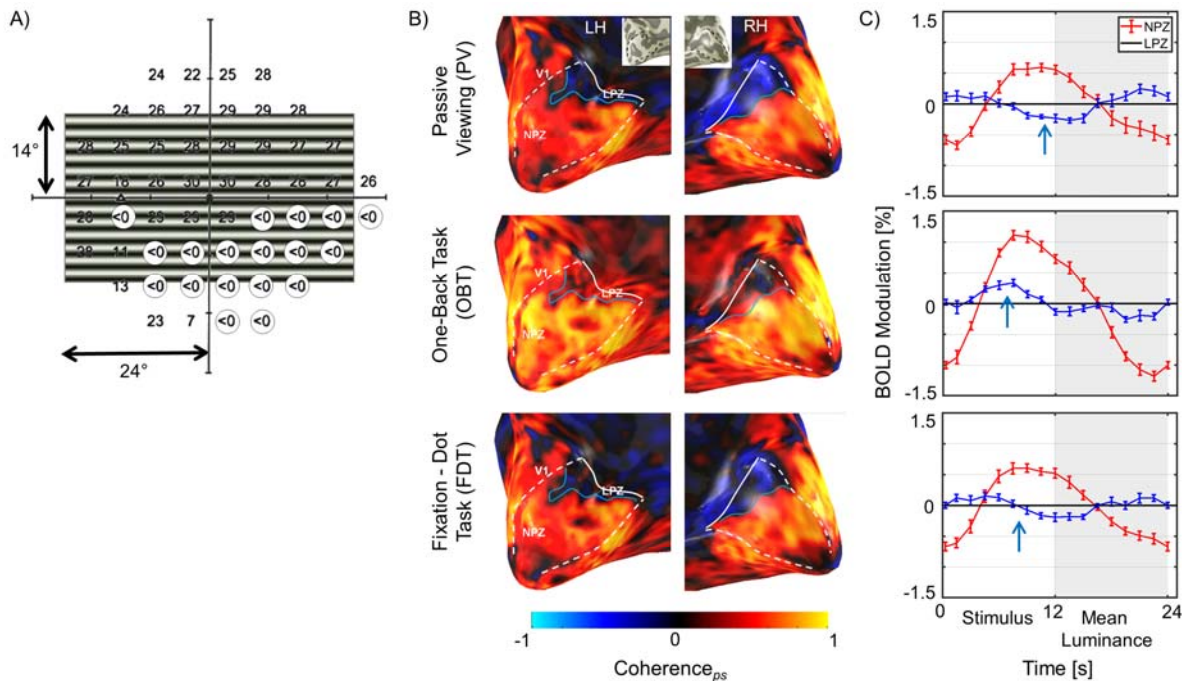 A)
24 22 25 28
24 26 27 29 29 28
14°
28 25 25 28 29 29 27 27
27 16 26 30 30 28 28 27 26
<0 25 29 <0 <0 <0 <0
11 <0 <0 <0 <0 <0 <0
13 <0 <0 <0 <0 <0
23 7 <0 <0
24°
B)
LH RH
Passive
Viewing (PV)
V1
LPZ
NPZ
One-Back Task
(OBT)
V1
LPZ
NPZ
Fixation - Dot
Task (FDT)
V1
LPZ
NPZ
-1 0 1
Coherenceps
C)
NPZ
LPZ
0
-1.5
1.5
0
-1.5
1.5
0
-1.5
1.5
BOLD Modulation [%]
0 12 24
Stimulus Mean
Luminance
Time [s]